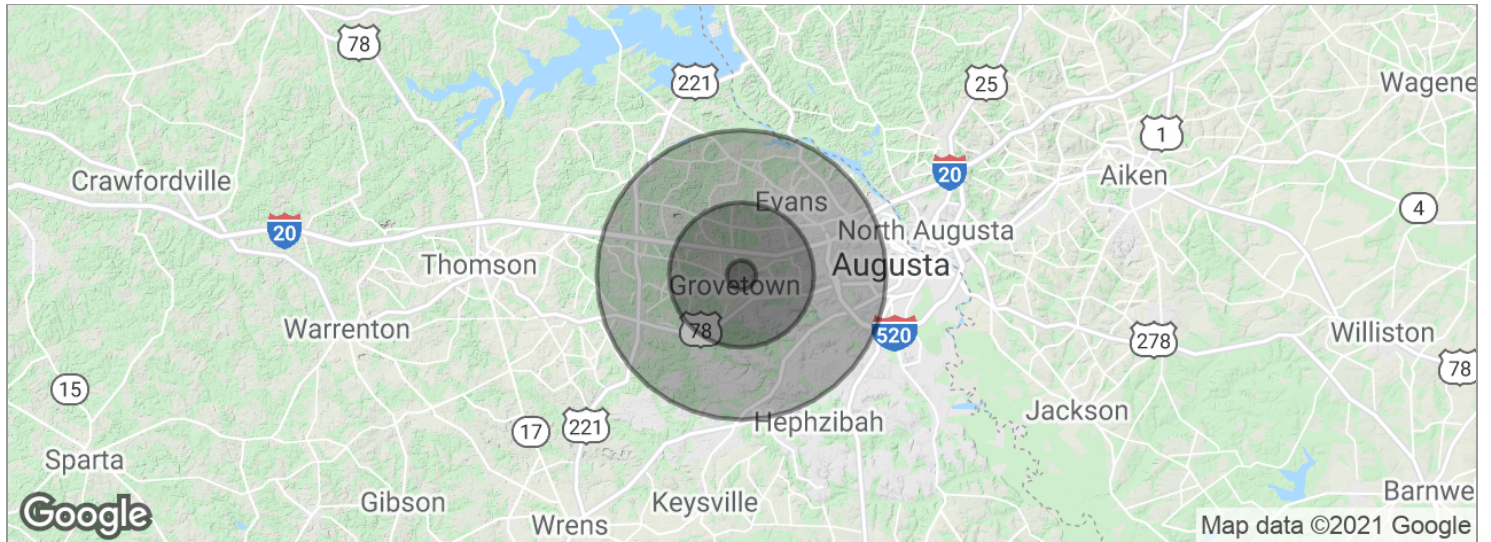 78
221
25
Wagene
1
Crawfordville
20
Aiken
Evans
4
20
North Augusta
Thomson
Augusta
Grovetown
Warrenton
78
520
278
Williston
15
78
221
17
Hephzibah
Jackson
Sparta
Gibson
Keysville
Barnwe
Google
Wrens
Map data ©2021 Google